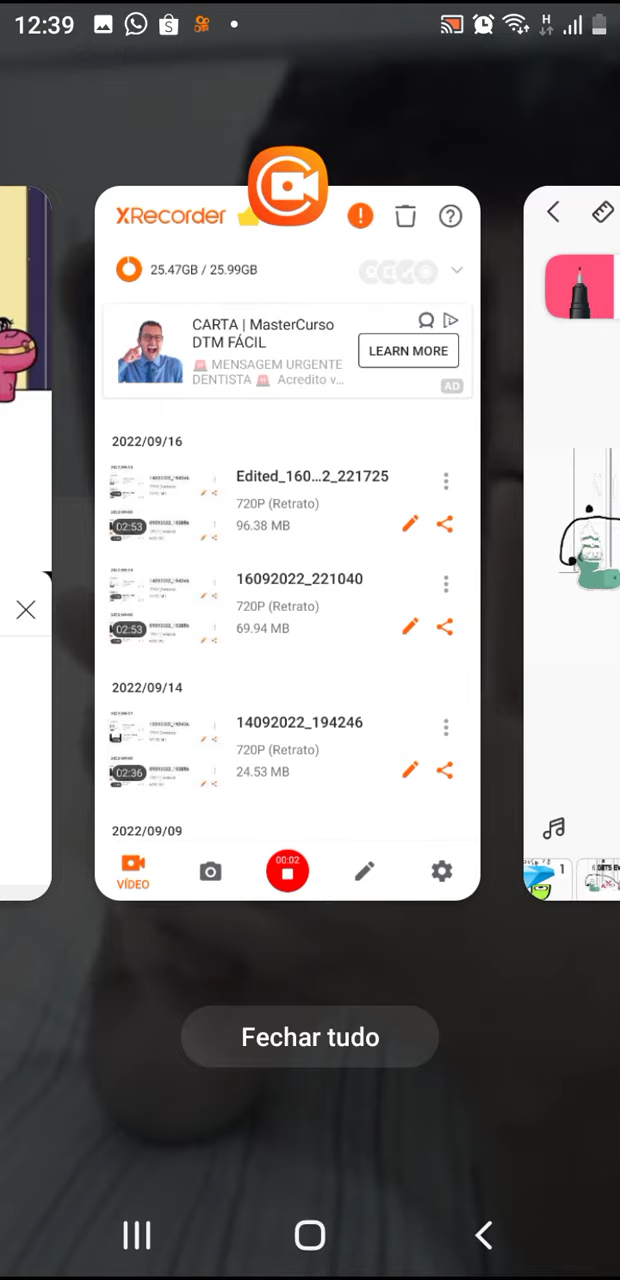 12:39
XRecorder
25.47GB / 25.99GB
CARTA | MasterCurso
DTM FÁCIL
🚨 MENSAGEM URGENTE
DENTISTA 🚨 Acredito v...
LEARN MORE
AD
2022/09/16
Edited_160...2_221725
720P (Retrato)
96.38 MB
02:53
16092022_221040
720P (Retrato)
69.94 MB
02:53
2022/09/14
14092022_194246
720P (Retrato)
24.53 MB
02:36
2022/09/09
00:02
VÍDEO
1
Fechar tudo